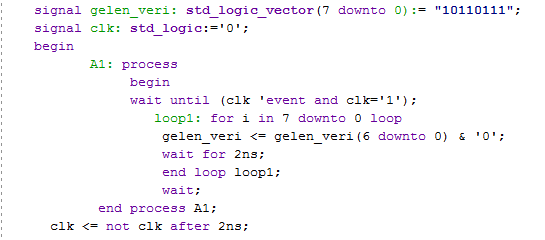 signal gelen_veri: std_logic_vector(7 downto 0):= "10110111";
signal clk: std_logic:='0';
begin
A1: process
begin
wait until (clk 'event and clk='1');
loop1: for i in 7 downto 0 loop
gelen_veri <= gelen_veri(6 downto 0) & '0';
wait for 2ns;
end loop loop1;
wait;
end process A1;
clk <= not clk after 2ns;